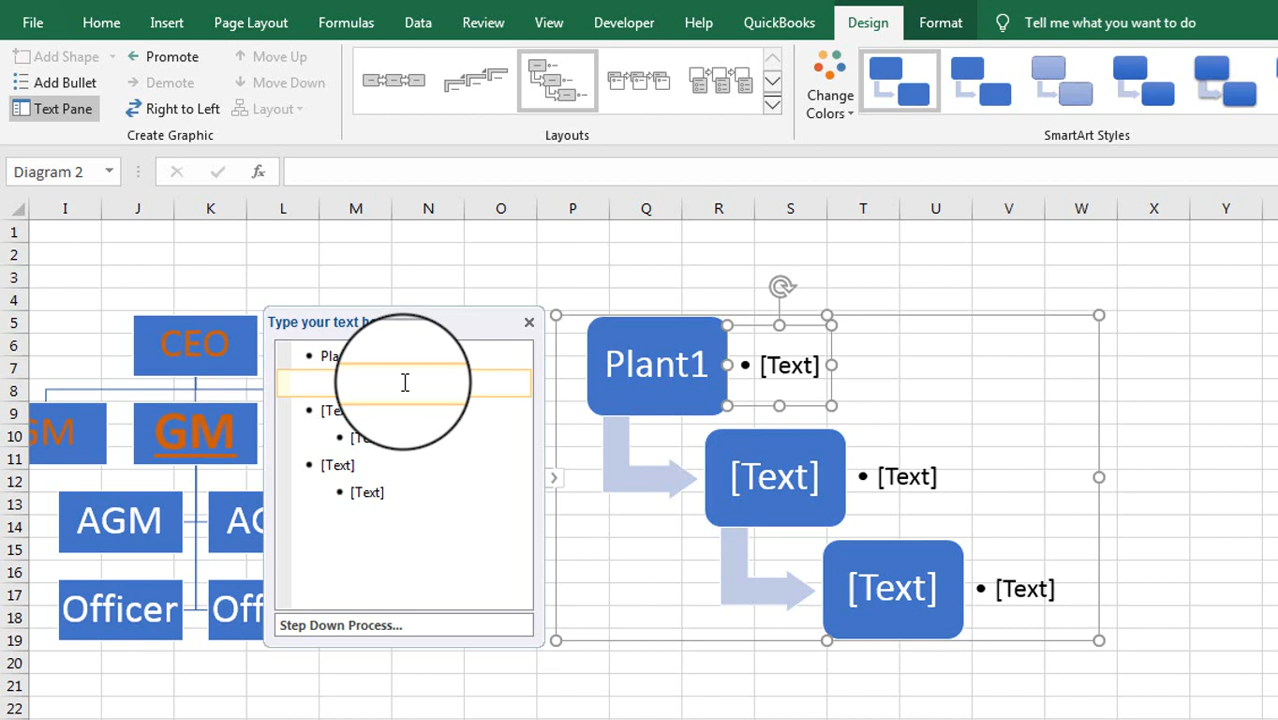 File Home Insert Page Layout Formulas Data Review View Developer Help QuickBooks Design Format Tell me what you want to do
Add Shape Promote Move Up
Add Bullet Demote Move Down
Text Pane Right to Left Layout
Create Graphic
Layouts
Change
Colors
SmartArt Styles
Diagram 2 fx
I J K L M N O P Q R S T U V W X Y
1
2
3
4
5
6
7
8
9
10
11
12
13
14
15
16
17
18
19
20
21
22
CEO
GM
GM
AGM
Officer
Type your text
[Text]
[Text]
Step Down Process...
Plant1
• [Text]
[Text]
• [Text]
[Text]
• [Text]